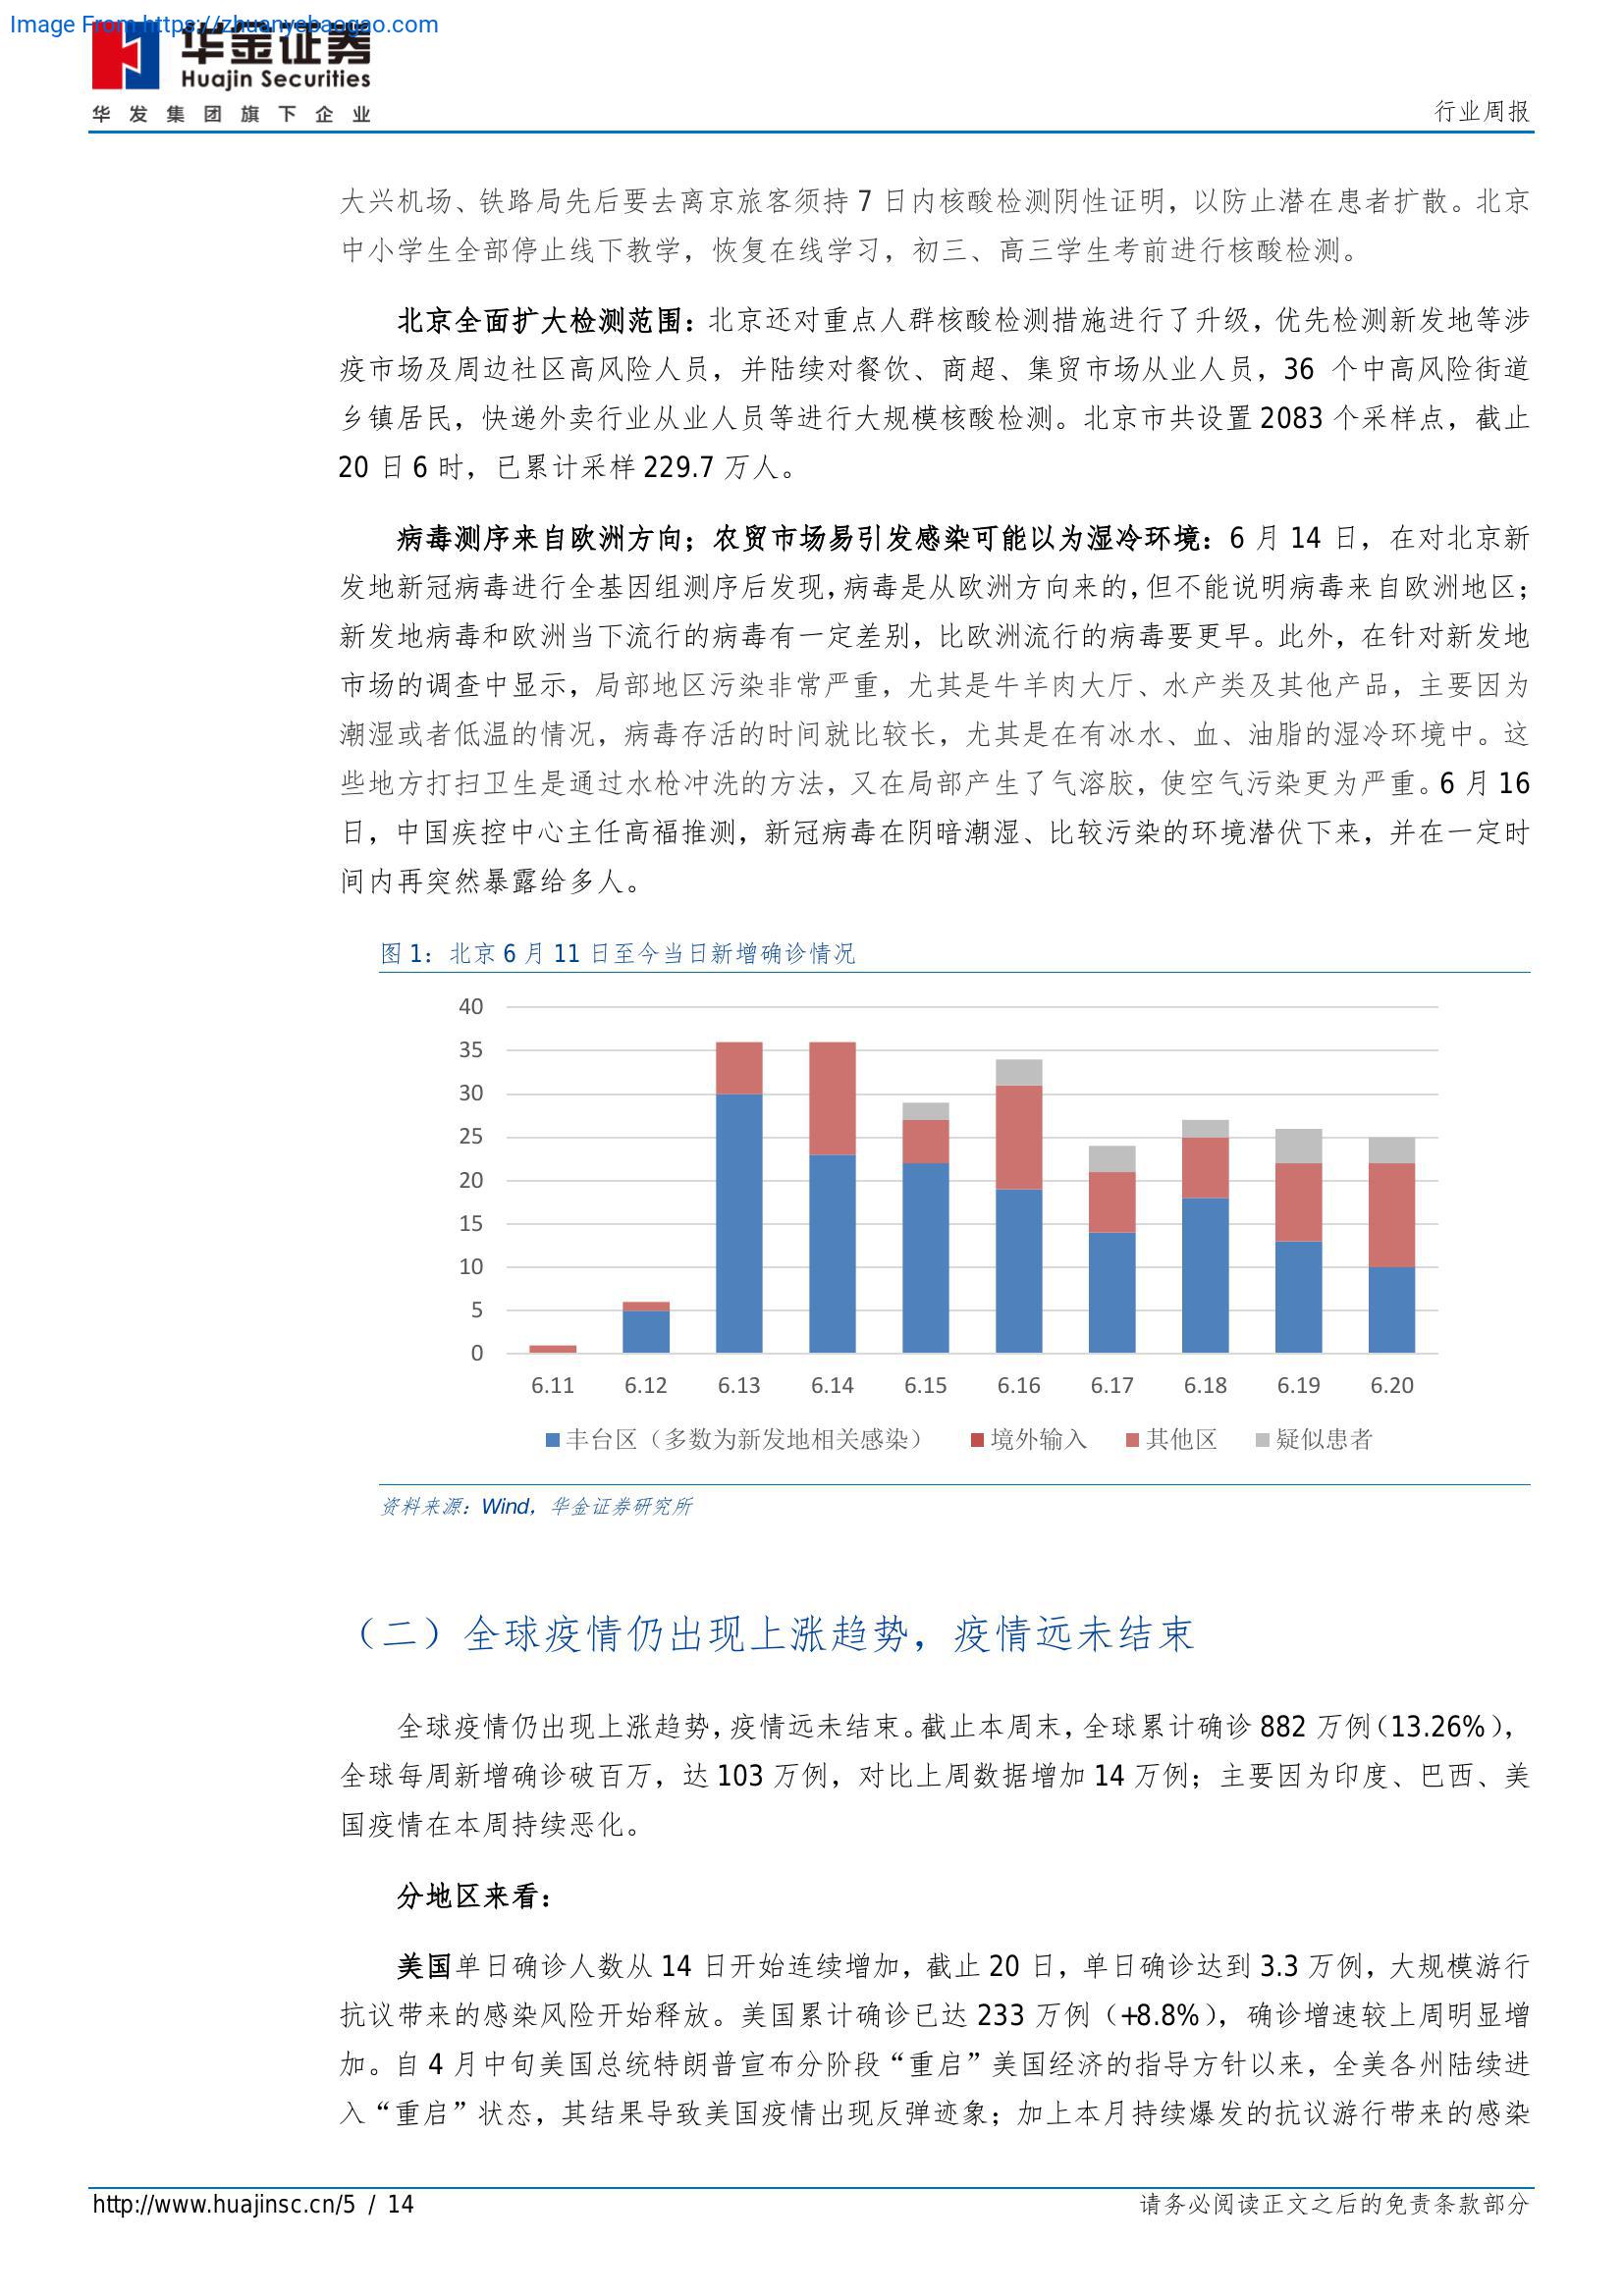 Image From https://zhuanyebaogao.com
华金证券
Huajin Securities
华发集团旗下企业
行业周报
大兴机场、铁路局先后要去离京旅客须持 7 日内核酸检测阴性证明，以防止潜在患者扩散。北京
中小学生全部停止线下教学，恢复在线学习，初三、高三学生考前进行核酸检测。
北京全面扩大检测范围：北京还对重点人群核酸检测措施进行了升级，优先检测新发地等涉
疫市场及周边社区高风险人员，并陆续对餐饮、商超、集贸市场从业人员，36 个中高风险街道
乡镇居民，快递外卖行业从业人员等进行大规模核酸检测。北京市共设置 2083 个采样点，截止
20 日 6 时，已累计采样 229.7 万人。
病毒测序来自欧洲方向；农贸市场易引发感染可能以为湿冷环境：6 月 14 日，在对北京新
发地新冠病毒进行全基因组测序后发现，病毒是从欧洲方向来的，但不能说明病毒来自欧洲地区；
新发地病毒和欧洲当下流行的病毒有一定差别，比欧洲流行的病毒要更早。此外，在针对新发地
市场的调查中显示，局部地区污染非常严重，尤其是牛羊肉大厅、水产类及其他产品，主要因为
潮湿或者低温的情况，病毒存活的时间就比较长，尤其是在有冰水、血、油脂的湿冷环境中。这
些地方打扫卫生是通过水枪冲洗的方法，又在局部产生了气溶胶，使空气污染更为严重。6 月 16
日，中国疾控中心主任高福推测，新冠病毒在阴暗潮湿、比较污染的环境潜伏下来，并在一定时
间内再突然暴露给多人。
图 1：北京 6 月 11 日至今当日新增确诊情况
40
35
30
25
20
15
10
5
0
6.11 6.12 6.13 6.14 6.15 6.16 6.17 6.18 6.19 6.20
丰台区（多数为新发地相关感染） 境外输入 其他区 疑似患者
资料来源：Wind，华金证券研究所
（二）全球疫情仍出现上涨趋势，疫情远未结束
全球疫情仍出现上涨趋势，疫情远未结束。截止本周末，全球累计确诊 882 万例（13.26%），
全球每周新增确诊破百万，达 103 万例，对比上周数据增加 14 万例；主要因为印度、巴西、美
国疫情在本周持续恶化。
分地区来看：
美国单日确诊人数从 14 日开始连续增加，截止 20 日，单日确诊达到 3.3 万例，大规模游行
抗议带来的感染风险开始释放。美国累计确诊已达 233 万例（+8.8%），确诊增速较上周明显增
加。自 4 月中旬美国总统特朗普宣布分阶段“重启”美国经济的指导方针以来，全美各州陆续进
入“重启”状态，其结果导致美国疫情出现反弹迹象；加上本月持续爆发的抗议游行带来的感染
http://www.huajinsc.cn/5 / 14
请务必阅读正文之后的免责条款部分